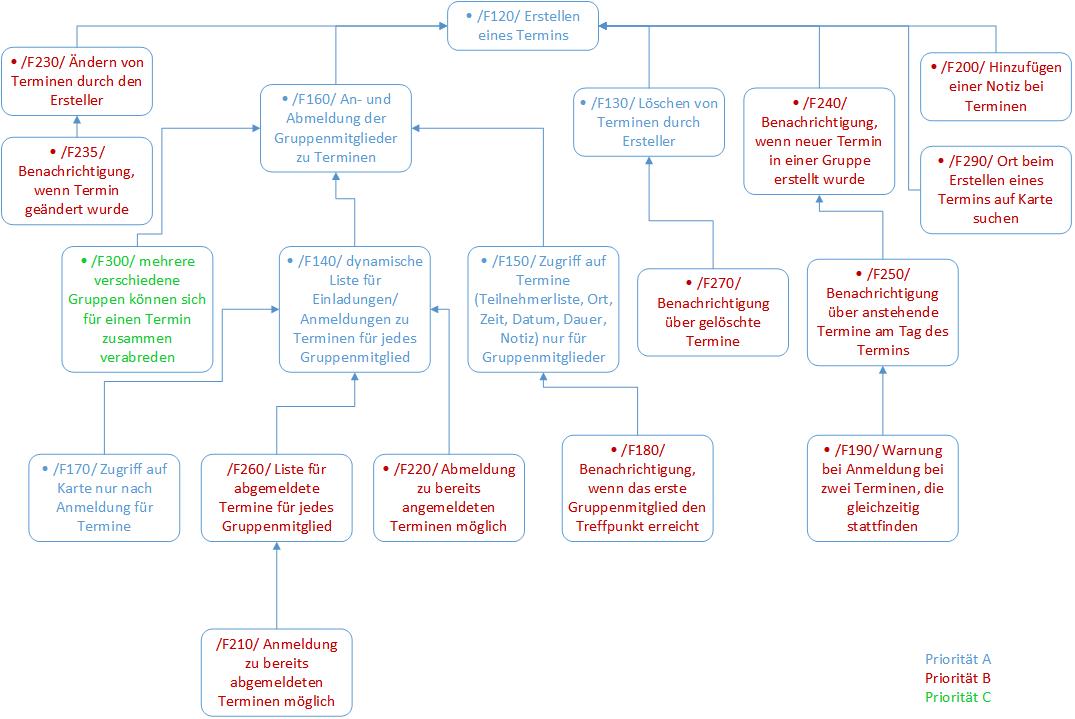 • /F120/ Erstellen
eines Termins
• /F230/ Ändern von
Terminen durch den
Ersteller
• /F160/ An- und
Abmeldung der
Gruppenmitglieder
zu Terminen
• /F130/ Löschen von
Terminen durch
Ersteller
• /F240/
Benachrichtigung,
wenn neuer Termin
in einer Gruppe
erstellt wurde
• /F200/ Hinzufügen
einer Notiz bei
Terminen
• /F235/
Benachrichtigung,
wenn Termin
geändert wurde
• /F290/ Ort beim
Erstellen eines
Termins auf Karte
suchen
• /F300/ mehrere
verschiedene
Gruppen können sich
für einen Termin
zusammen
verabreden
• /F140/ dynamische
Liste für
Einladungen/
Anmeldungen zu
Terminen für jedes
Gruppenmitglied
• /F150/ Zugriff auf
Termine
(Teilnehmerliste, Ort,
Zeit, Datum, Dauer,
Notiz) nur für
Gruppenmitglieder
• /F270/
Benachrichtigung
über gelöschte
Termine
• /F250/
Benachrichtigung
über anstehende
Termine am Tag des
Termins
• /F170/ Zugriff auf
Karte nur nach
Anmeldung für
Termine
/F260/ Liste für
abgemeldete
Termine für jedes
Gruppenmitglied
• /F220/ Abmeldung
zu bereits
angemeldeten
Terminen möglich
• /F180/
Benachrichtigung,
wenn das erste
Gruppenmitglied den
Treffpunkt erreicht
• /F190/ Warnung
bei Anmeldung bei
zwei Terminen, die
gleichzeitig
stattfinden
/F210/ Anmeldung
zu bereits
abgemeldeten
Terminen möglich
Priorität A
Priorität B
Priorität C